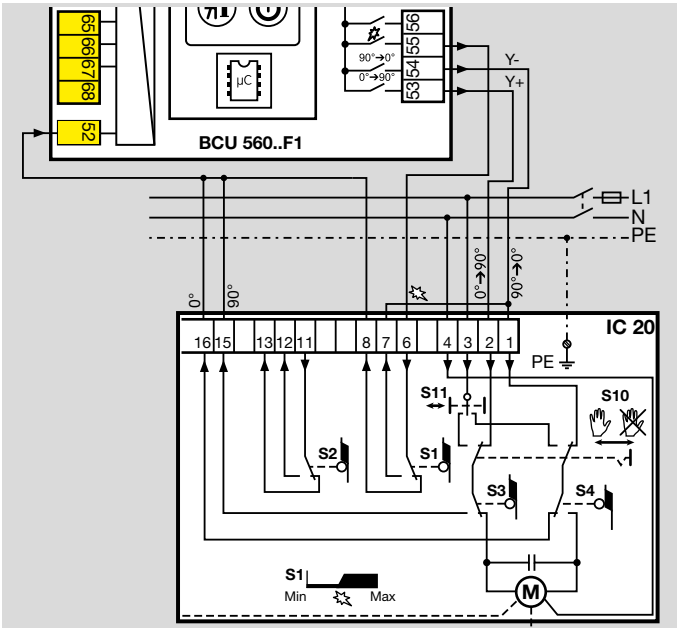 65
66
67
68
52
µC
BCU 560..F1
56
55
54
53
90°→0°
0°→90°
Y-
Y+
L1
N
PE
0°
90°
0°→90°
90°→0°
IC 20
16 15 13 12 11 8 7 6 4 3 2 1
PE
S11
S10
S2
S1
S3
S4
S1
Min Max
M